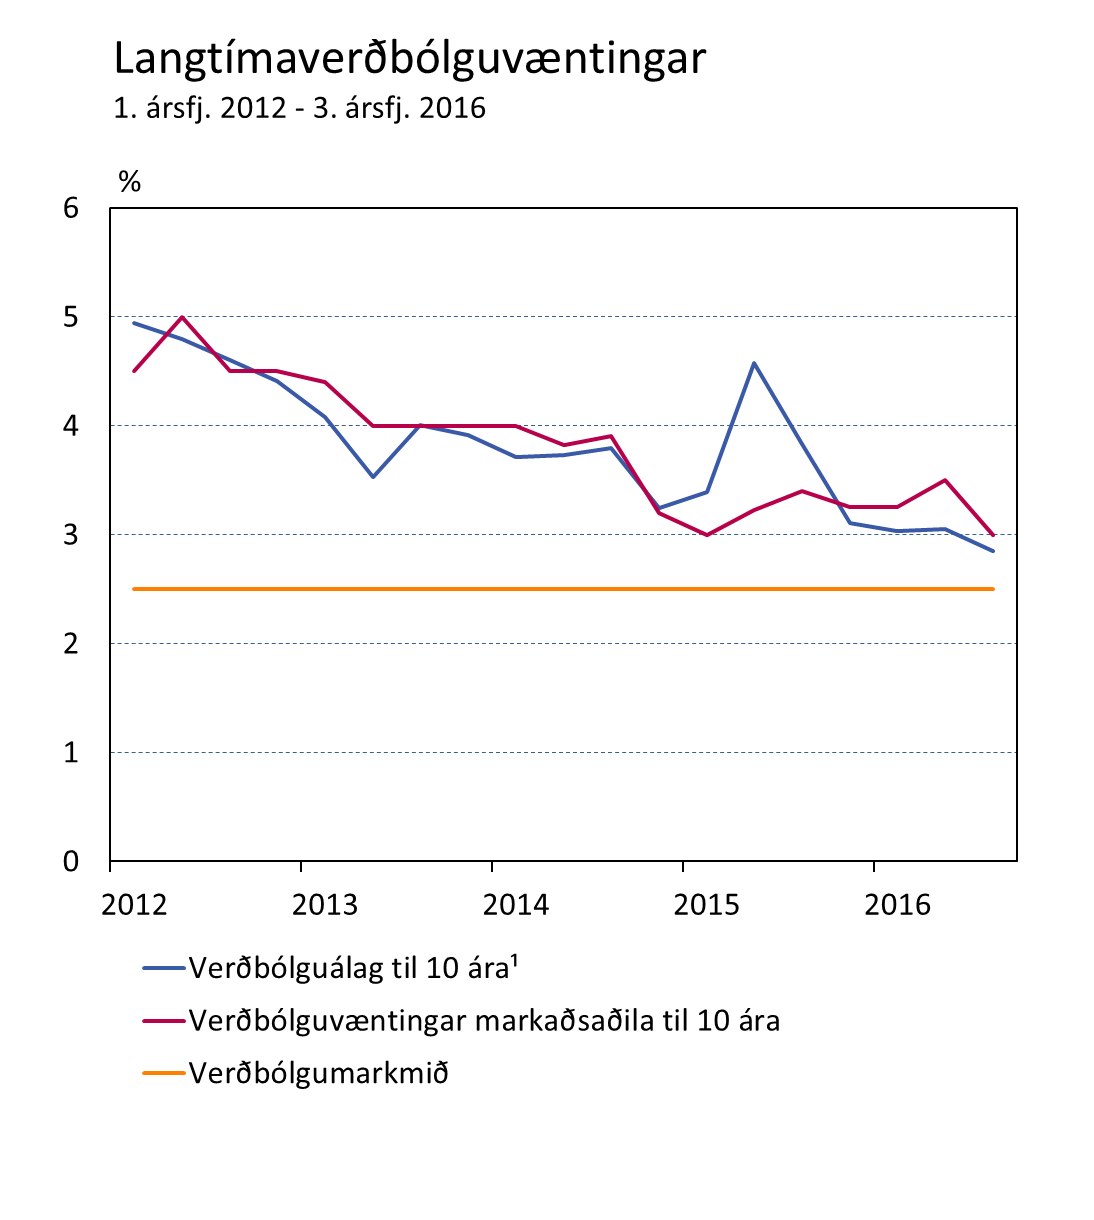 Langtímaverðbólguvæntingar
1. ársfj. 2012 - 3. ársfj. 2016
%
6
5
4
3
2
1
0
2012 2013 2014 2015 2016
Verðbólguálag til 10 ára¹
Verðbólguvæntingar markaðsaðila til 10 ára
Verðbólgumarkmið